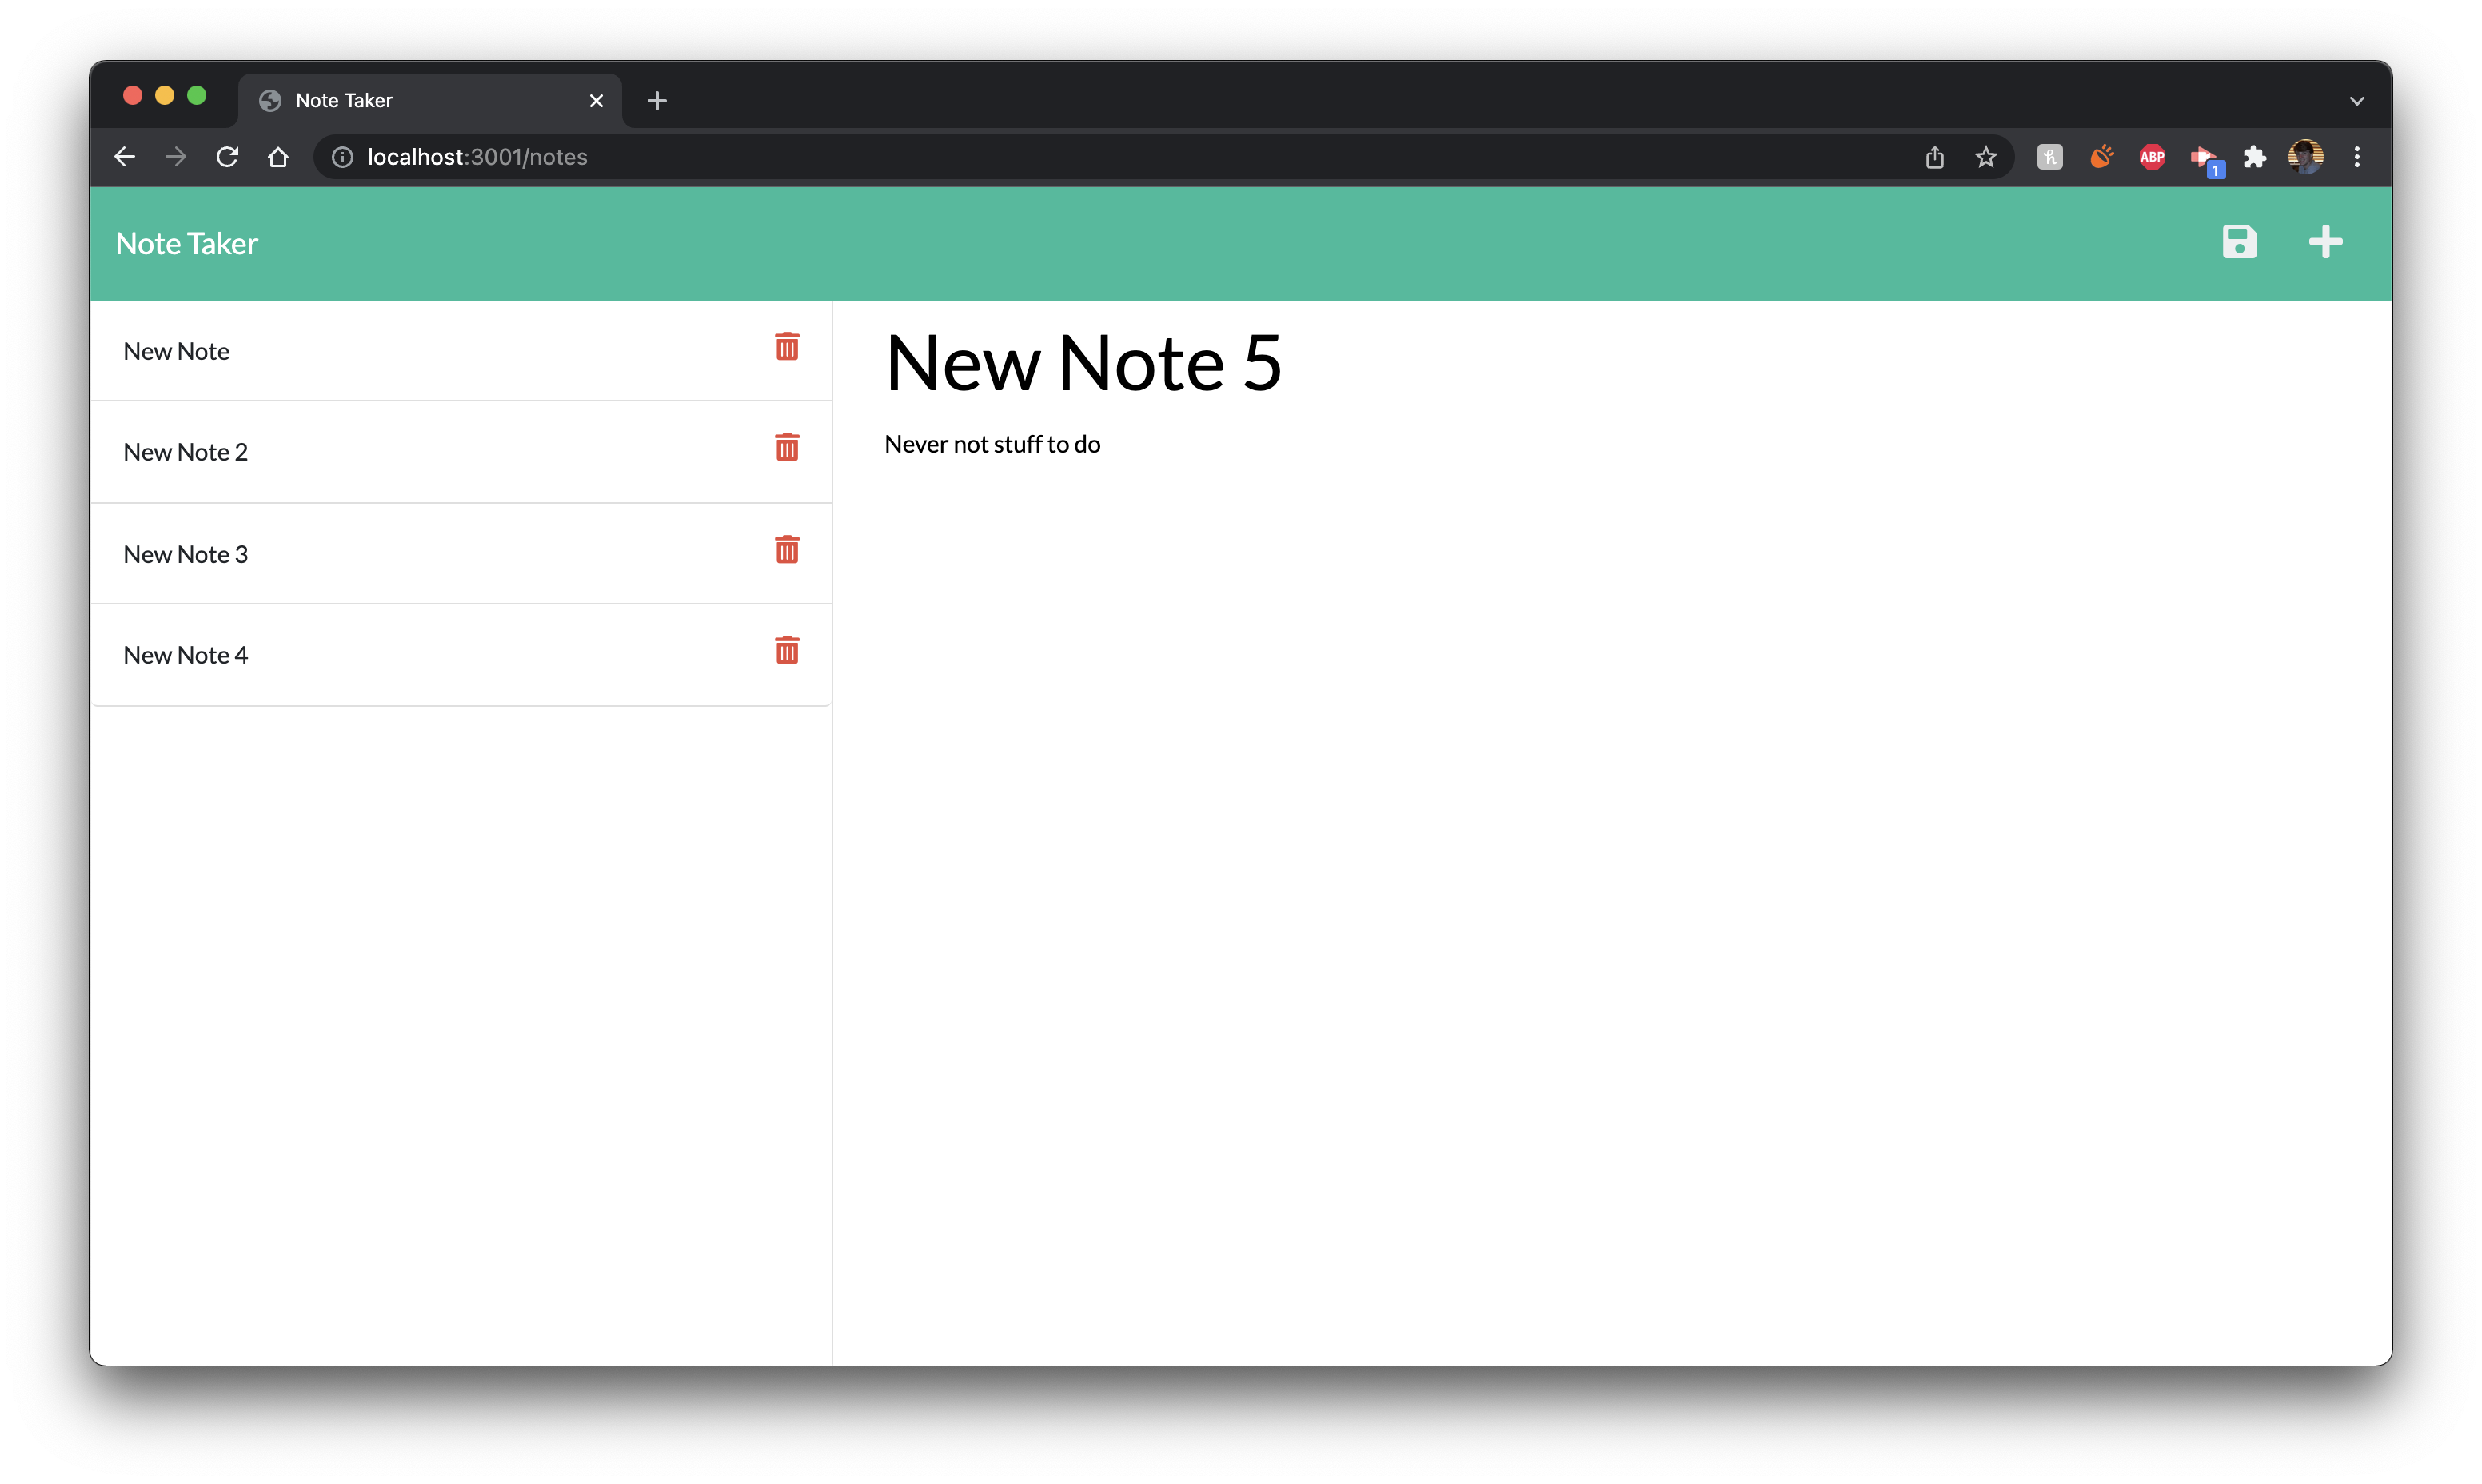 Note Taker
localhost:3001/notes
ABP
1
Note Taker
New Note
New Note 2
New Note 3
New Note 4
New Note 5
Never not stuff to do